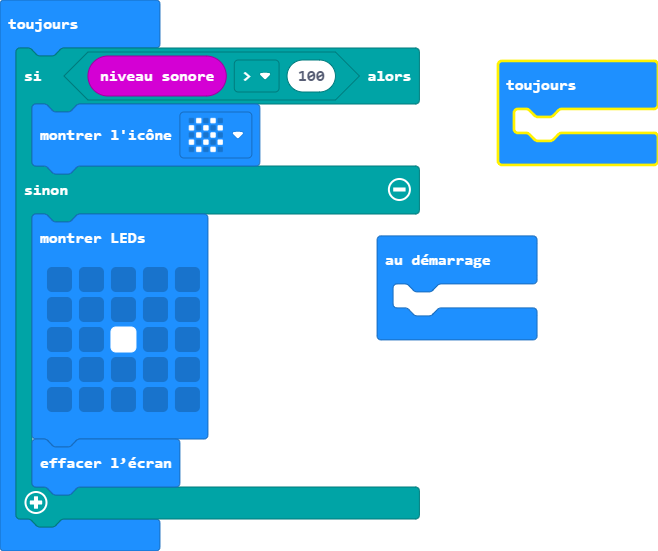 toujours
si niveau sonore > 100 alors
montrer l'icône
sinon
montrer LEDs
effacer l’écran
toujours
au démarrage